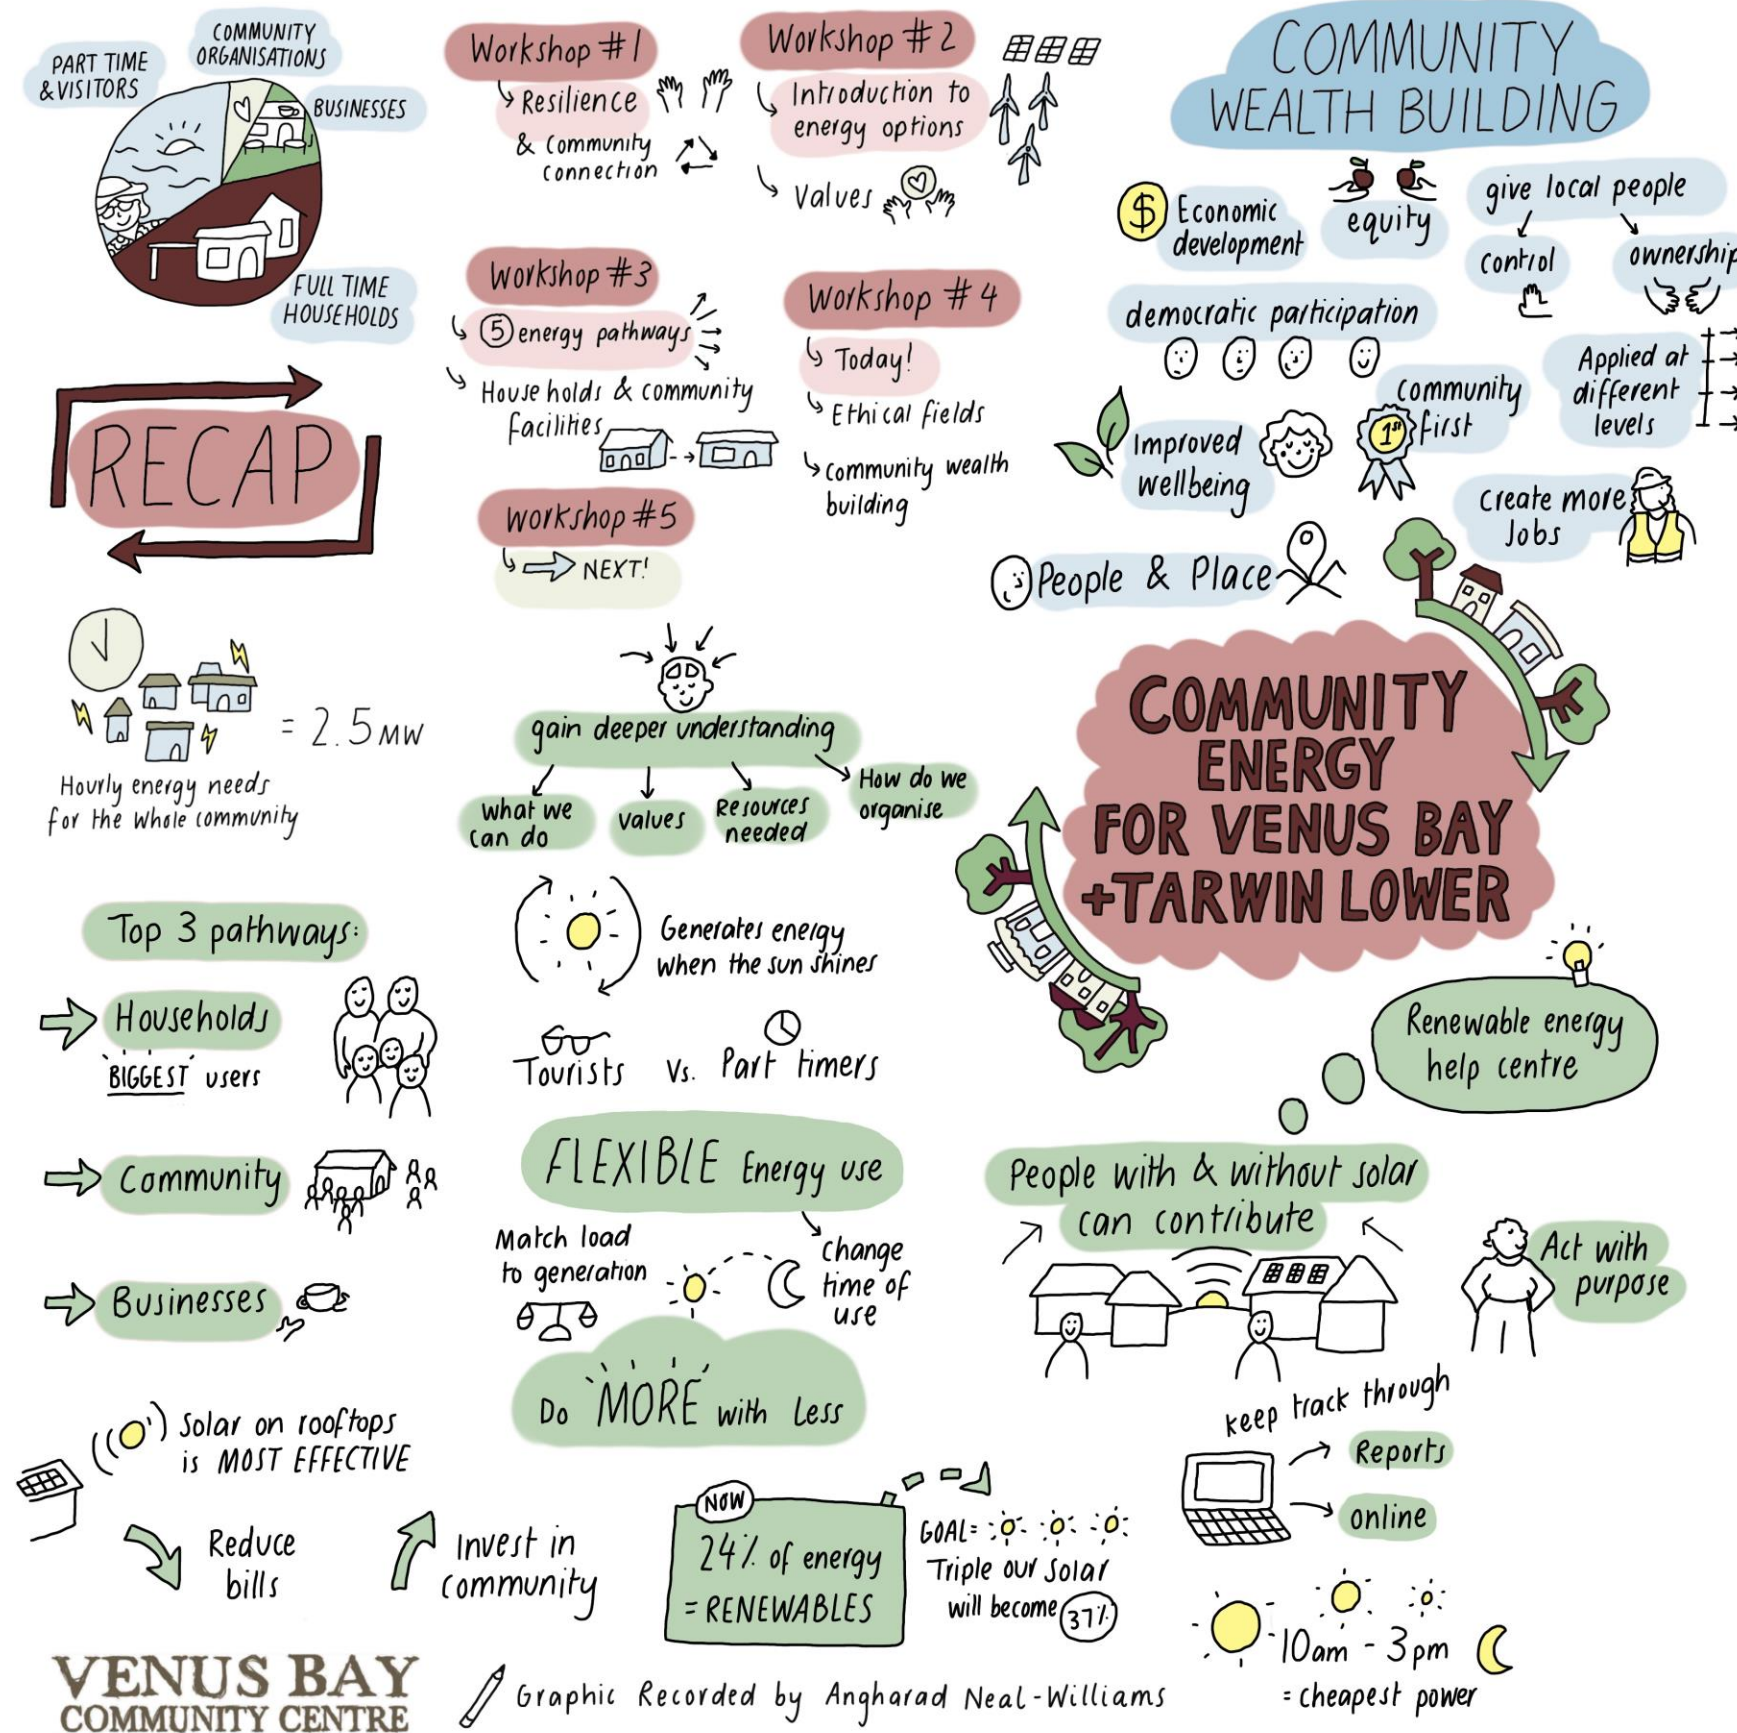 PART TIME
& VISITORS
COMMUNITY
ORGANISATIONS
BUSINESSES
FULL TIME
HOUSEHOLDS
RECAP
Workshop #1
Resilience
& Community
connection
Workshop #2
Introduction to
energy options
Values
Workshop #3
5 energy pathways
Households & community
facilities
Workshop #4
Today!
Ethical fields
community wealth
building
Workshop #5
NEXT!
COMMUNITY
WEALTH BUILDING
$ Economic
development
equity
give local people
control
ownership
democratic participation
Applied at
different
levels
Improved
wellbeing
1st
community
first
create more
Jobs
People & Place
COMMUNITY
ENERGY
FOR VENUS BAY
+TARWIN LOWER
= 2.5 MW
Hourly energy needs
for the whole community
gain deeper understanding
what we
can do
values
Resources
needed
How do we
organise
Top 3 pathways:
Households
BIGGEST users
Community
Businesses
Generates energy
when the sun shines
Tourists Vs. Part timers
FLEXIBLE Energy use
Match load
to generation
Change
time of
use
Do MORE with Less
Renewable energy
help centre
People with & without solar
can contribute
Act with
purpose
keep track through
Reports
online
Solar on rooftops
is MOST EFFECTIVE
Reduce
bills
Invest in
community
NOW
24% of energy
= RENEWABLES
GOAL:
Triple our solar
will become 37%
10am - 3pm
= cheapest power
VENUS BAY
COMMUNITY CENTRE
Graphic Recorded by Angharad Neal-Williams